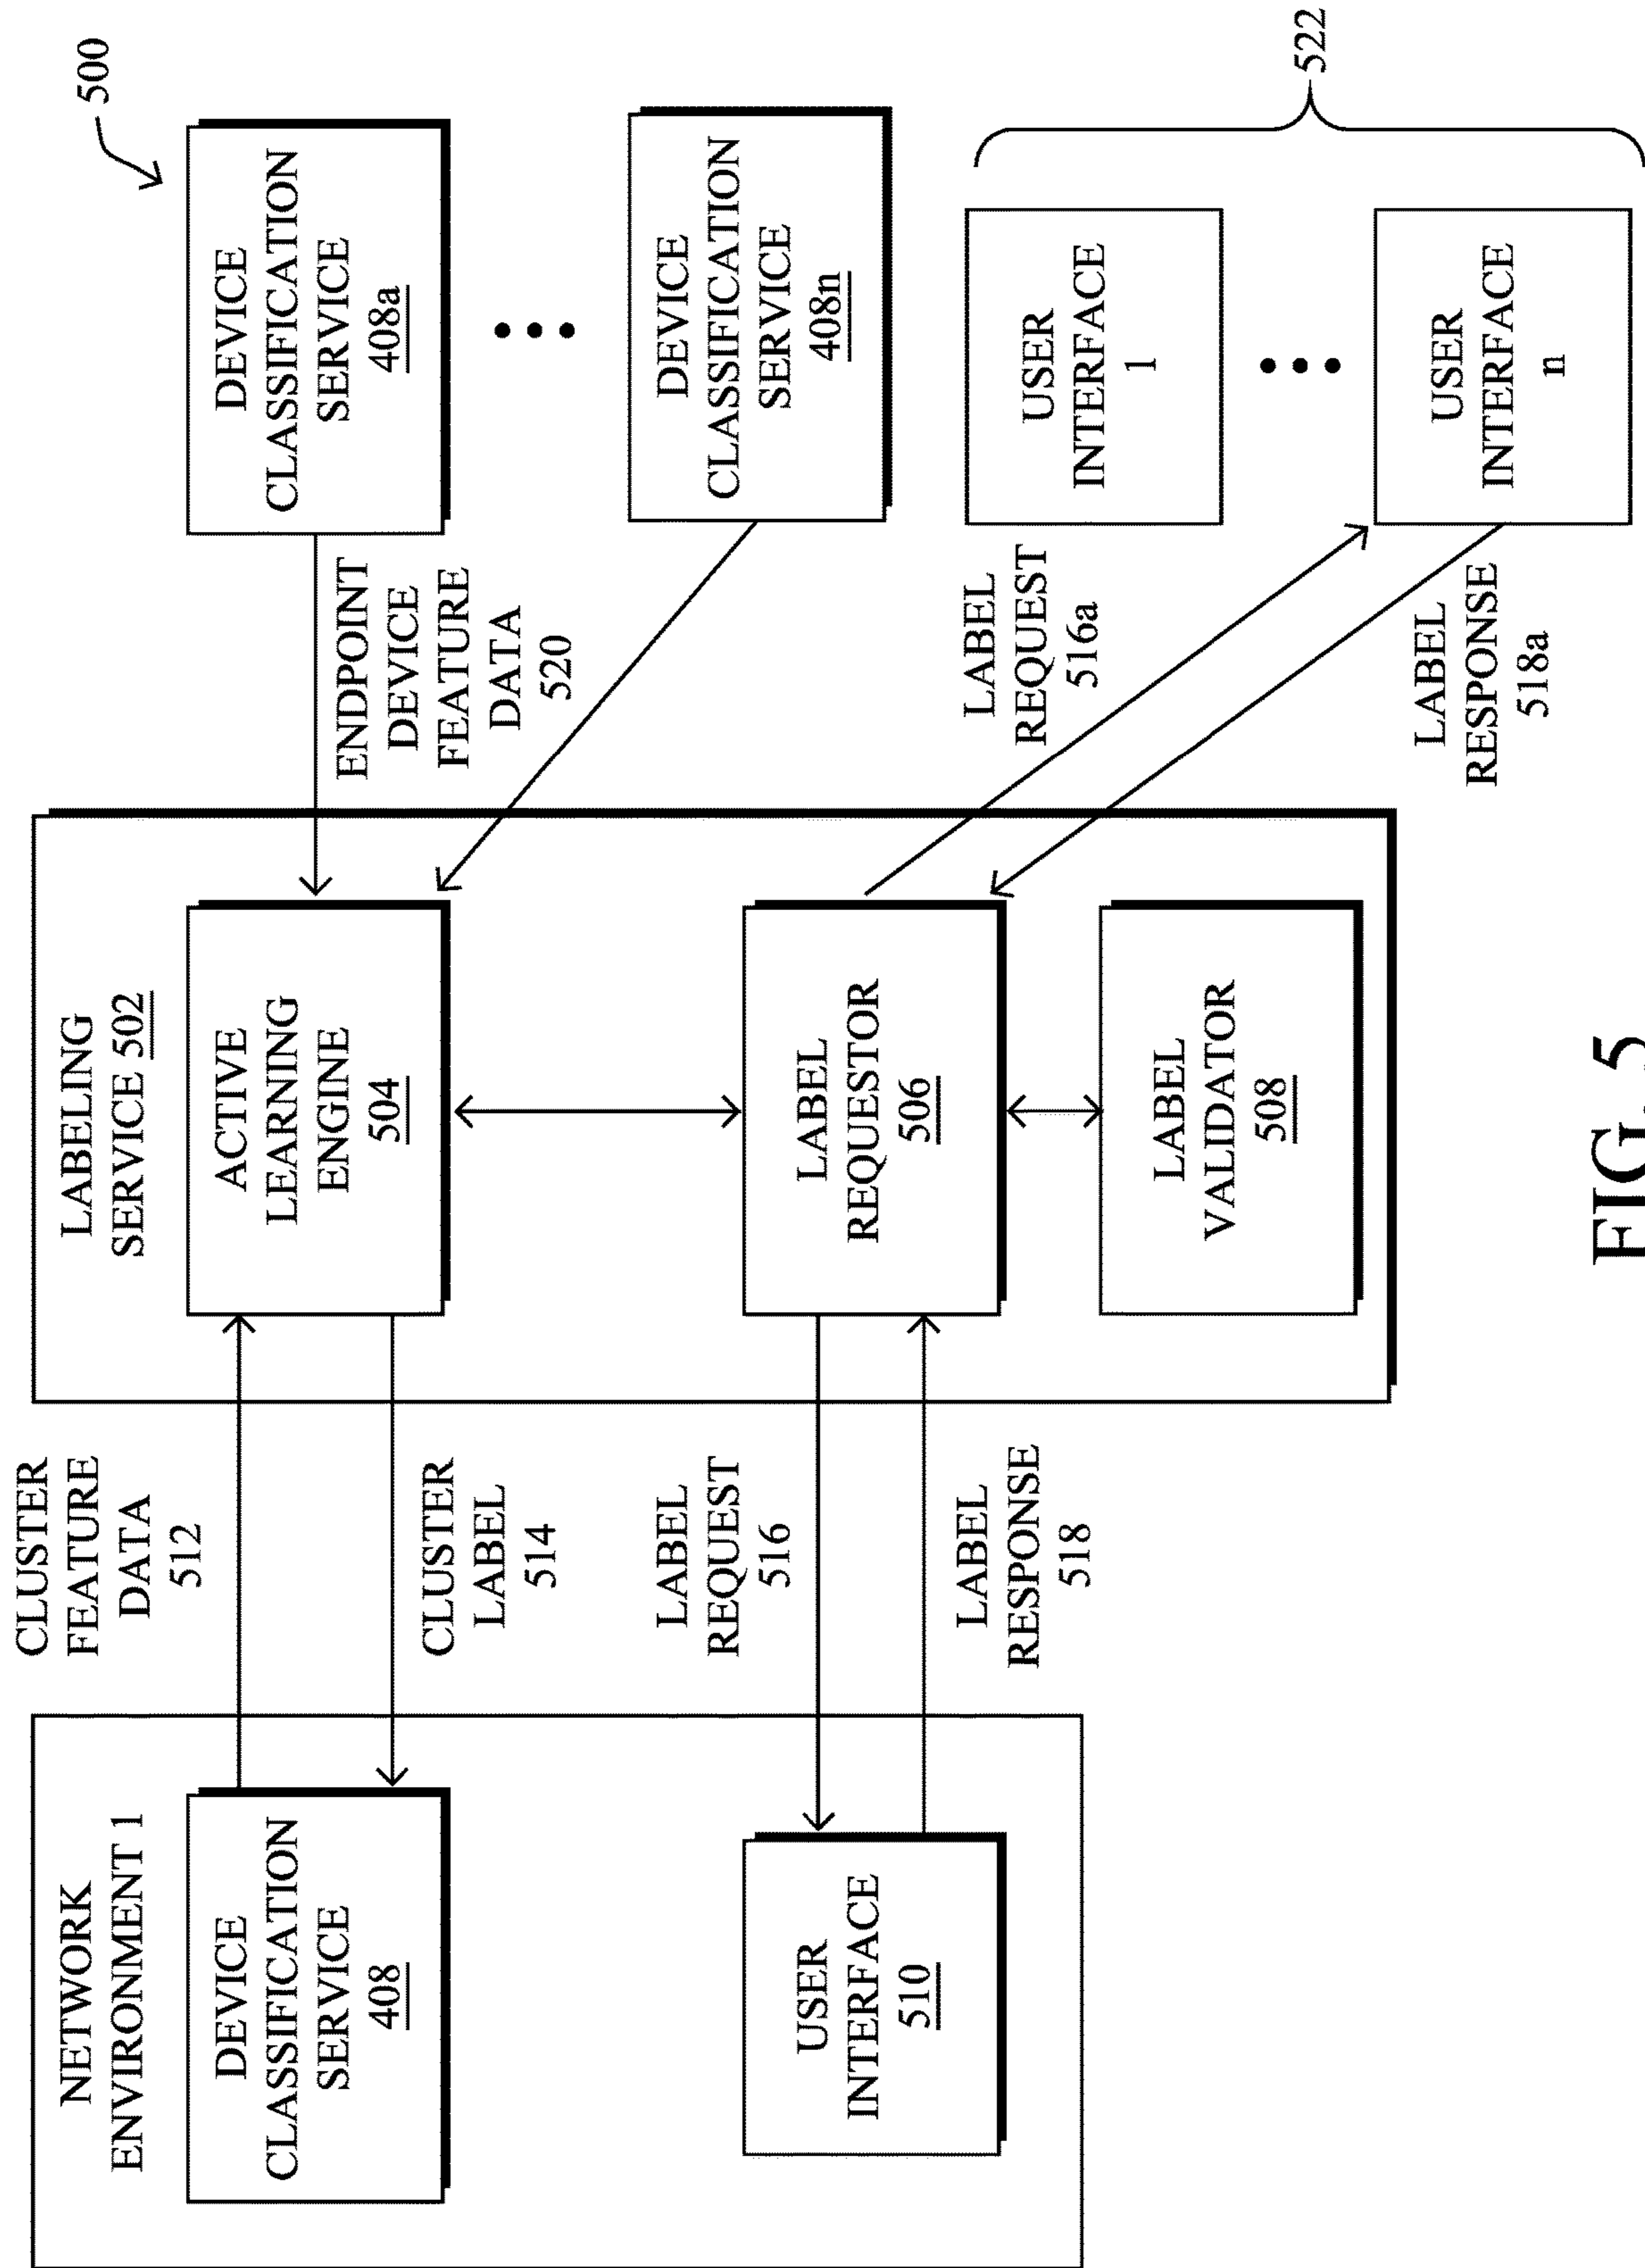 500
NETWORK
ENVIRONMENT 1
DEVICE
CLASSIFICATION
SERVICE
408
USER
INTERFACE
510
CLUSTER
FEATURE
DATA
512
CLUSTER
LABEL
514
LABEL
REQUEST
516
LABEL
RESPONSE
518
LABELING
SERVICE 502
ACTIVE
LEARNING
ENGINE
504
LABEL
REQUESTOR
506
LABEL
VALIDATOR
508
ENDPOINT
DEVICE
FEATURE
DATA
520
LABEL
REQUEST
516a
LABEL
RESPONSE
518a
DEVICE
CLASSIFICATION
SERVICE
408a
DEVICE
CLASSIFICATION
SERVICE
408n
USER
INTERFACE
1
USER
INTERFACE
n
522
FIG. 5